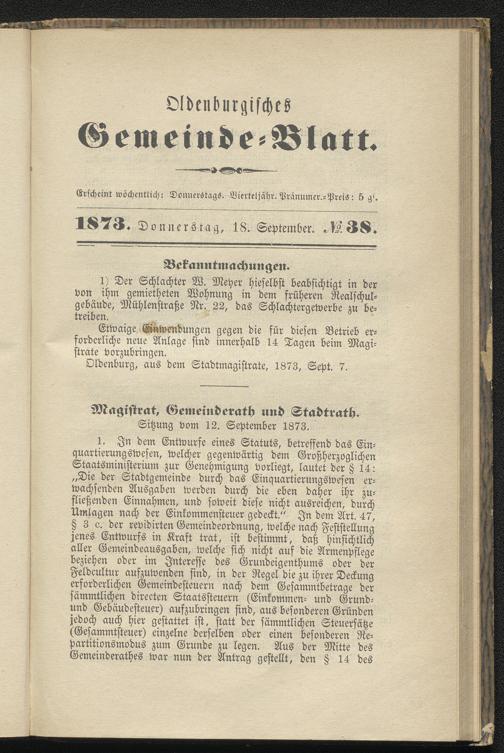 Oldenburgisches
Gemeinde-Blatt.
Erscheint wöchentlich: Donnerstags. Vierteljähr. Pränumer.-Preis: 5 gr.
1873. Donnerstag, 18. September. № 38.
Bekanntmachungen.
1) Der Schlachter W. Meyer hieselbst beabsichtigt in der
von ihm gemietheten Wohnung in dem früheren Realschul-
gebäude, Mühlenstraße Nr. 22, das Schlachtergewerbe zu be-
treiben.
Etwaige Einwendungen gegen die für diesen Betrieb er-
forderliche neue Anlage sind innerhalb 14 Tagen beim Magi-
strate vorzubringen.
Oldenburg, aus dem Stadtmagistrate, 1873, Sept. 7.
Magistrat, Gemeinderath und Stadtrath.
Sitzung vom 12. September 1873.
1. In dem Entwurfe eines Statuts, betreffend das Ein-
quartierungswesen, welcher gegenwärtig dem Großherzoglichen
Staatsministerium zur Genehmigung vorliegt, lautet der § 14:
„Die der Stadtgemeinde durch das Einquartierungswesen er-
wachsenden Ausgaben werden durch die eben daher ihr zu-
fließenden Einnahmen, und soweit diese nicht ausreichen, durch
Umlagen nach der Einkommensteuer gedeckt.“ In dem Art. 47,
§ 3 c. der revidirten Gemeindeordnung, welche nach Feststellung
jenes Entwurfs in Kraft trat, ist bestimmt, daß hinsichtlich
aller Gemeindeausgaben, welche sich nicht auf die Armenpflege
beziehen oder im Interesse des Grundeigenthums oder der
Feldcultur aufzuwenden sind, in der Regel die zu ihrer Deckung
erforderlichen Gemeindesteuern nach dem Gesammtbetrage der
sämmtlichen directen Staatssteuern (Einkommen- und Grund-
und Gebäudesteuer) aufzubringen sind, aus besonderen Gründen
jedoch auch hier gestattet ist, statt der sämmtlichen Steuersätze
(Gesammtsteuer) einzelne derselben oder einen besonderen Re-
partitionsmodus zum Grunde zu legen. Aus der Mitte des
Gemeinderathes war nun der Antrag gestellt, den § 14 des